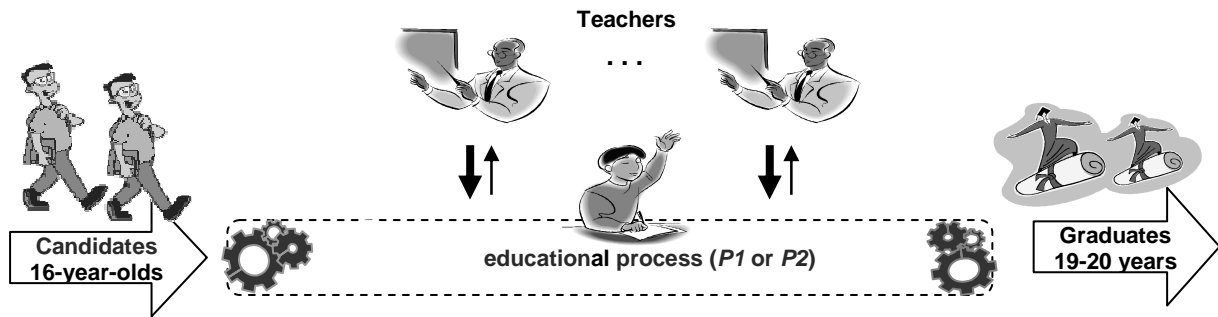 Teachers
. . .
Candidates
16-year-olds
educational process (P1 or P2)
Graduates
19-20 years